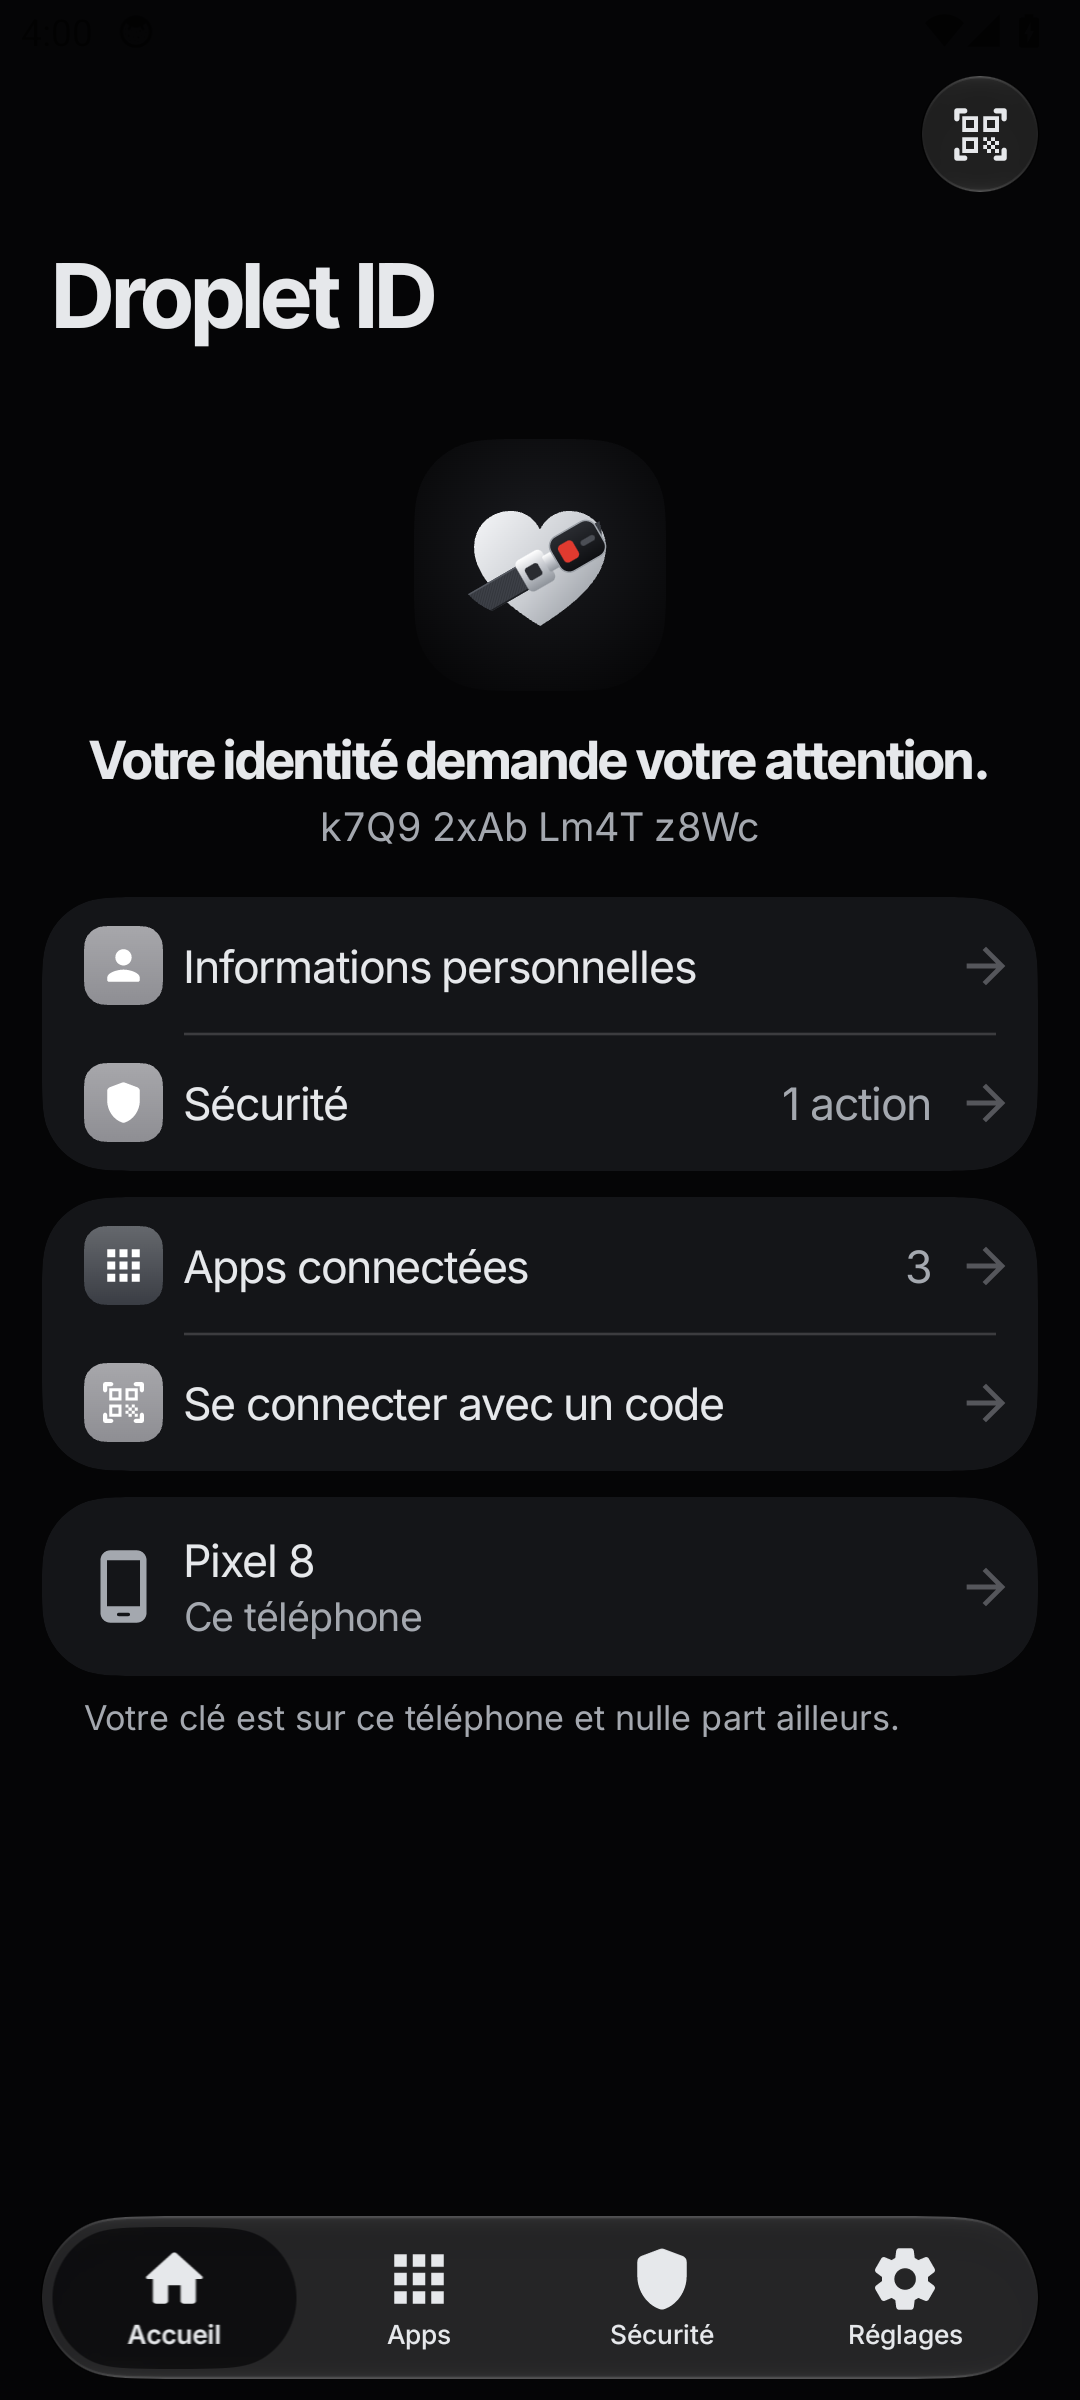 4:00
Droplet ID
Votre identité demande votre attention.
k7Q9 2xAb Lm4T z8Wc
Informations personnelles
Sécurité 1 action
Apps connectées 3
Se connecter avec un code
Pixel 8
Ce téléphone
Votre clé est sur ce téléphone et nulle part ailleurs.
Accueil Apps Sécurité Réglages